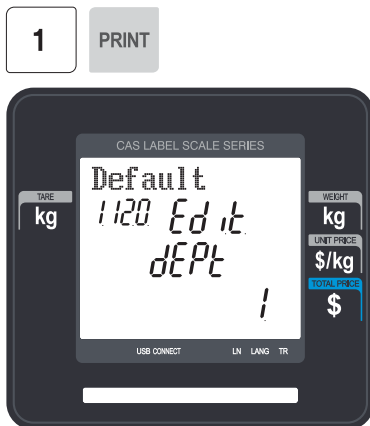 1 PRINT
CAS LABEL SCALE SERIES
Default
1120 Edit
dEPt
1
TARE
kg
WEIGHT
kg
UNIT PRICE
$/kg
TOTAL PRICE
$
USB CONNECT LN LANG TR